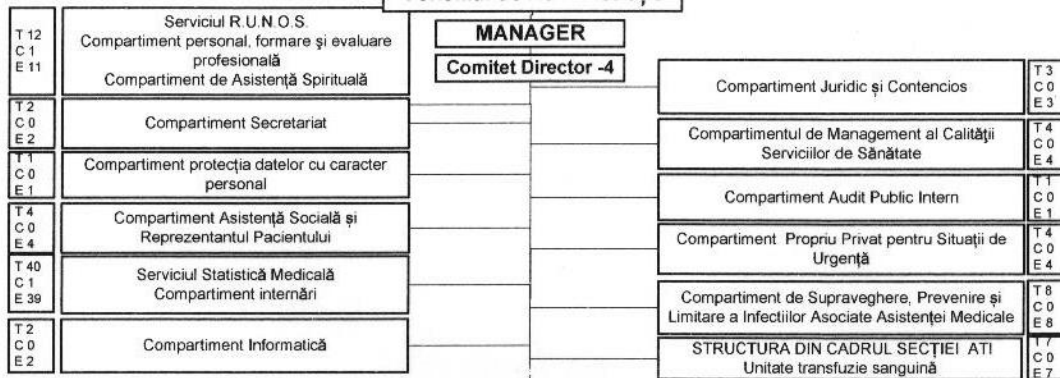 MANAGER
Comitet Director -4
T 12
C 1
E 11
Serviciul R.U.N.O.S.
Compartiment personal, formare și evaluare
profesională
Compartiment de Asistență Spirituală
T 2
C 0
E 2
Compartiment Secretariat
T 1
C 0
E 1
Compartiment protecția datelor cu caracter
personal
T 4
C 0
E 4
Compartiment Asistență Socială și
Reprezentantul Pacientului
T 40
C 1
E 39
Serviciul Statistică Medicală
Compartiment internări
T 2
C 0
E 2
Compartiment Informatică
Compartiment Juridic și Contencios
T 3
C 0
E 3
Compartimentul de Management al Calității
Serviciilor de Sănătate
T 4
C 0
E 4
Compartiment Audit Public Intern
T 1
C 0
E 1
Compartiment Propriu Privat pentru Situații de
Urgență
T 4
C 0
E 4
Compartiment de Supraveghere, Prevenire și
Limitare a Infectiilor Asociate Asistenței Medicale
T 8
C 0
E 8
STRUCTURA DIN CADRUL SECȚIEI ATI
Unitate transfuzie sanguină
T 7
C 0
E 7